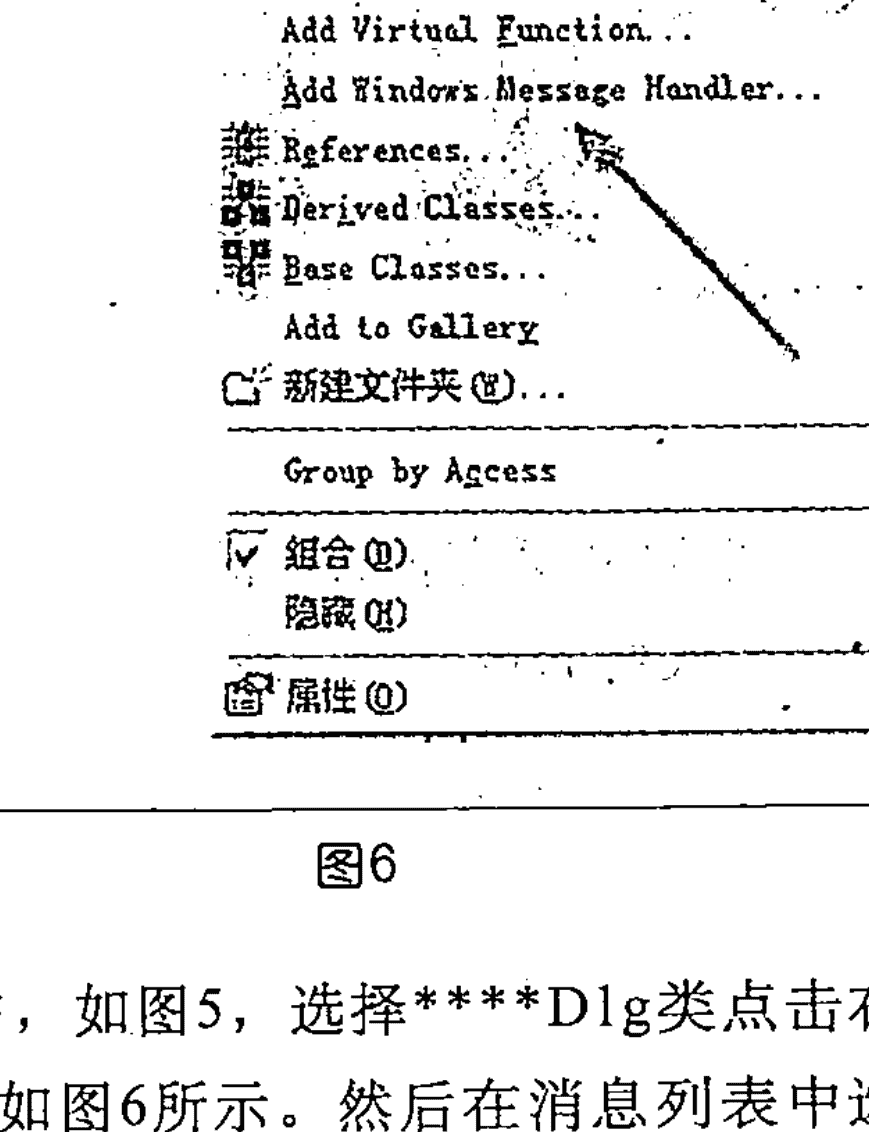 Add Virtual Function...
Add Windows Message Handler...
References...
Derived Classes...
Base Classes...
Add to Gallery
新建文件夹(W)...
Group by Access
组合(D)
隐藏(H)
属性(O)
图6
，如图5，选择****Dlg类点击
如图6所示。然后在消息列表中